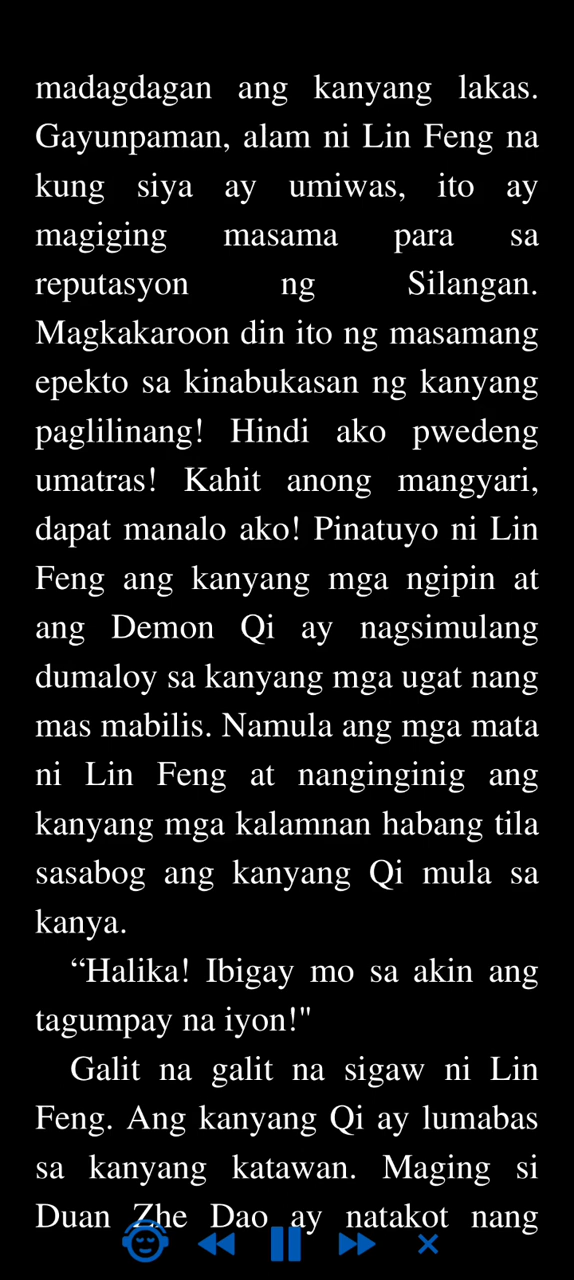 madagdagan ang kanyang lakas.
Gayunpaman, alam ni Lin Feng na
kung siya ay umiwas, ito ay
magiging masama para sa
reputasyon ng Silangan.
Magkakaroon din ito ng masamang
epekto sa kinabukasan ng kanyang
paglilinang! Hindi ako pwedeng
umatras! Kahit anong mangyari,
dapat manalo ako! Pinatuyo ni Lin
Feng ang kanyang mga ngipin at
ang Demon Qi ay nagsimulang
dumaloy sa kanyang mga ugat nang
mas mabilis. Namula ang mga mata
ni Lin Feng at nanginginig ang
kanyang mga kalamnan habang tila
sasabog ang kanyang Qi mula sa
kanya.
“Halika! Ibigay mo sa akin ang
tagumpay na iyon!"
Galit na galit na sigaw ni Lin
Feng. Ang kanyang Qi ay lumabas
sa kanyang katawan. Maging si
Duan Zhe Dao ay natakot nang